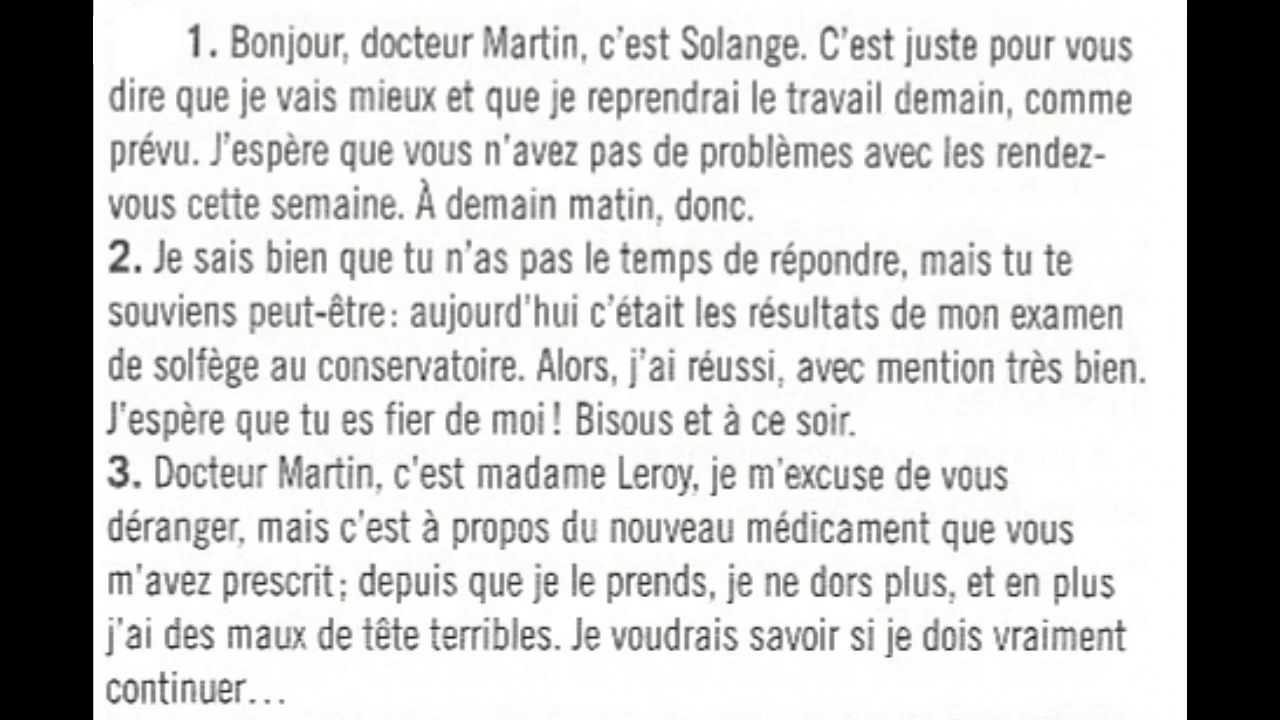 1. Bonjour, docteur Martin, c'est Solange. C'est juste pour vous
dire que je vais mieux et que je reprendrai le travail demain, comme
prévu. J'espère que vous n'avez pas de problèmes avec les rendez-
vous cette semaine. À demain matin, donc.
2. Je sais bien que tu n'as pas le temps de répondre, mais tu te
souviens peut-être : aujourd'hui c'était les résultats de mon examen
de solfège au conservatoire. Alors, j'ai réussi, avec mention très bien.
J'espère que tu es fier de moi ! Bisous et à ce soir.
3. Docteur Martin, c'est madame Leroy, je m'excuse de vous
déranger, mais c'est à propos du nouveau médicament que vous
m'avez prescrit ; depuis que je le prends, je ne dors plus, et en plus
j'ai des maux de tête terribles. Je voudrais savoir si je dois vraiment
continuer...